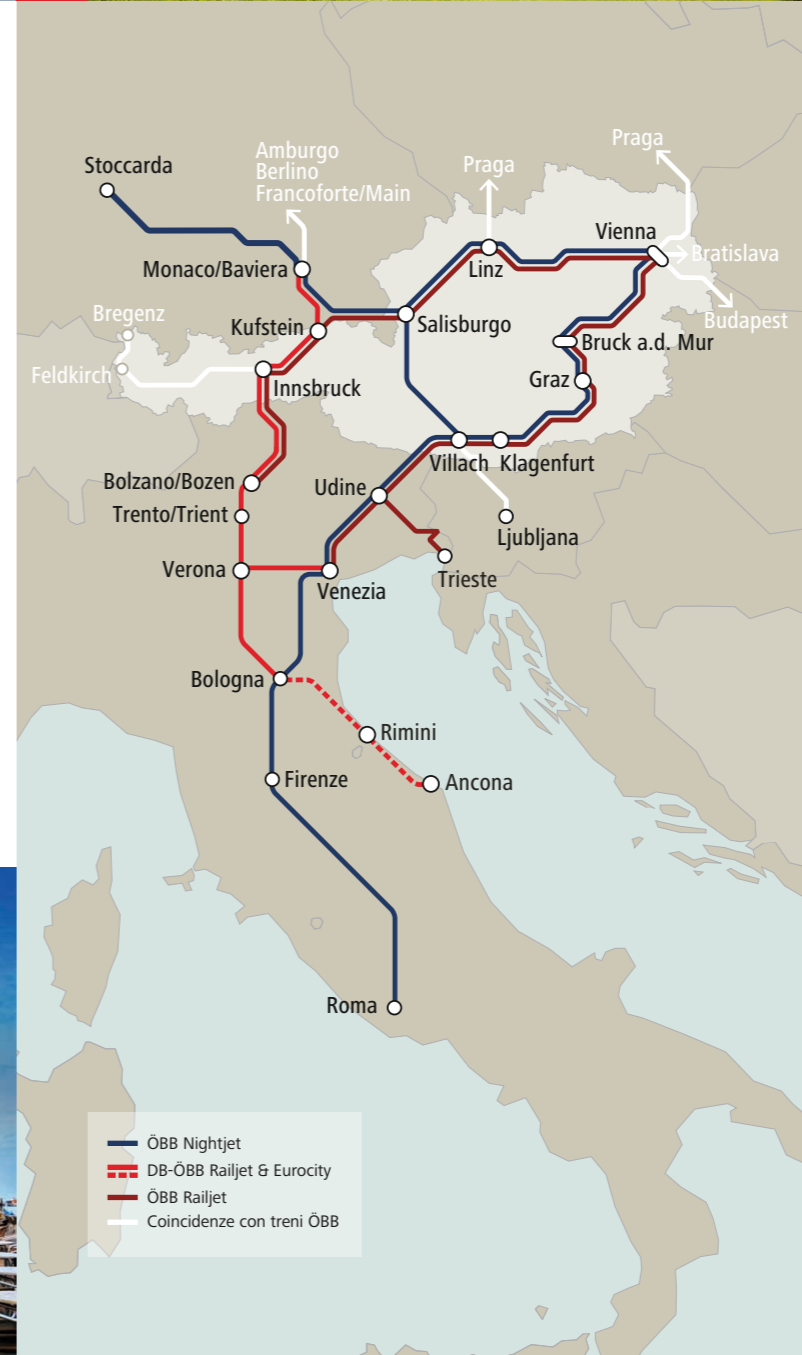 Praga
Amburgo
Berlino
Francoforte/Main
Praga
Stoccarda
Vienna
Bratislava
Monaco/Baviera
Linz
Bregenz
Kufstein
Salisburgo
Budapest
Bruck a.d. Mur
Feldkirch
Innsbruck
Graz
Villach
Klagenfurt
Bolzano/Bozen
Udine
Trento/Trient
Ljubljana
Verona
Venezia
Trieste
Bologna
Rimini
Firenze
Ancona
Roma
ÖBB Nightjet
DB-ÖBB Railjet & Eurocity
ÖBB Railjet
Coincidenze con treni ÖBB